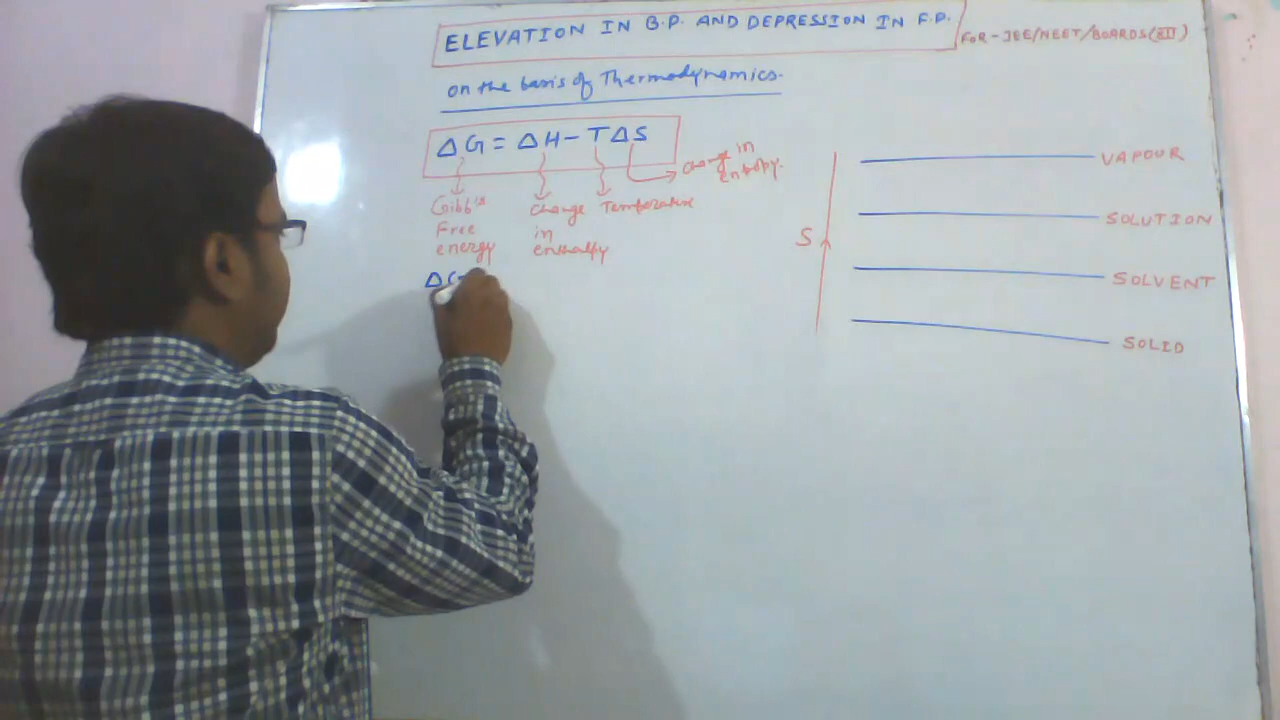 ELEVATION IN B.P. AND DEPRESSION IN F.P.
FOR-JEE/NEET/BOARDS(XII)
on the basis of Thermodynamics.
ΔG = ΔH - TΔS
Change in
entropy.
Gibb's
Free
energy
Change
in
enthalpy
Temperature
ΔG
S
VAPOUR
SOLUTION
SOLVENT
SOLID